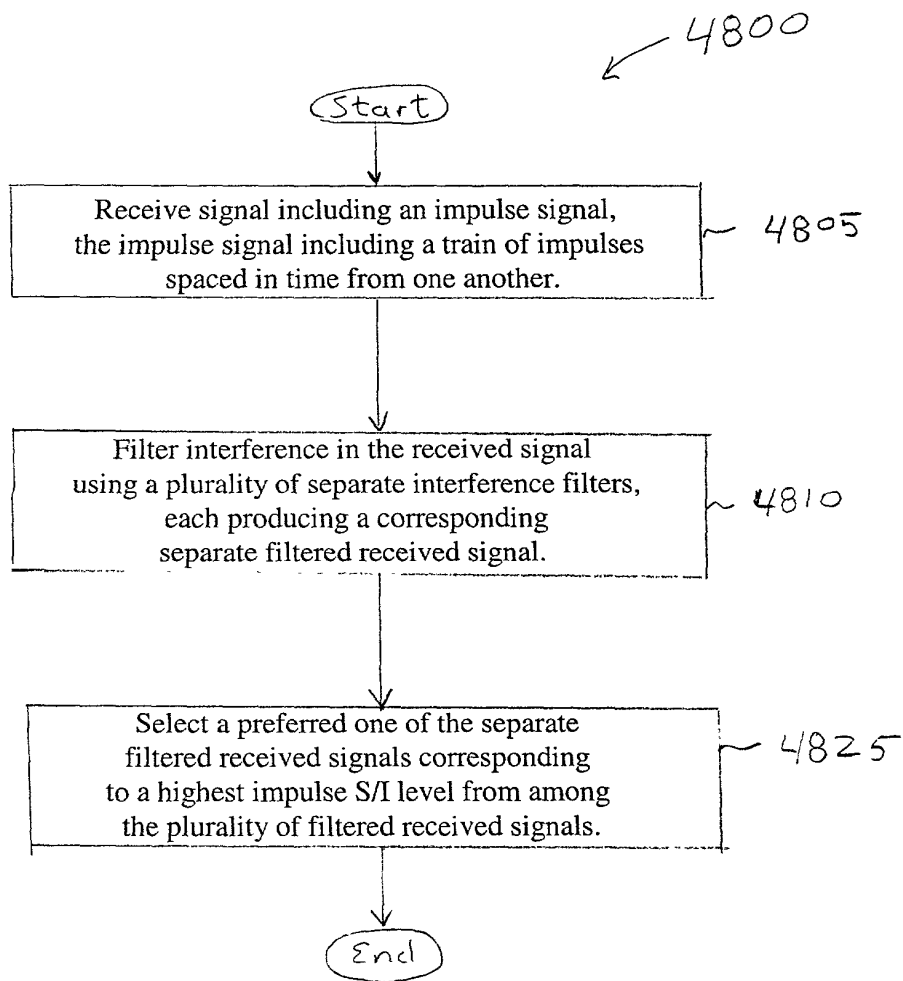 4800
Start
Receive signal including an impulse signal,
the impulse signal including a train of impulses
spaced in time from one another.
4805
Filter interference in the received signal
using a plurality of separate interference filters,
each producing a corresponding
separate filtered received signal.
4810
Select a preferred one of the separate
filtered received signals corresponding
to a highest impulse S/I level from among
the plurality of filtered received signals.
4825
End